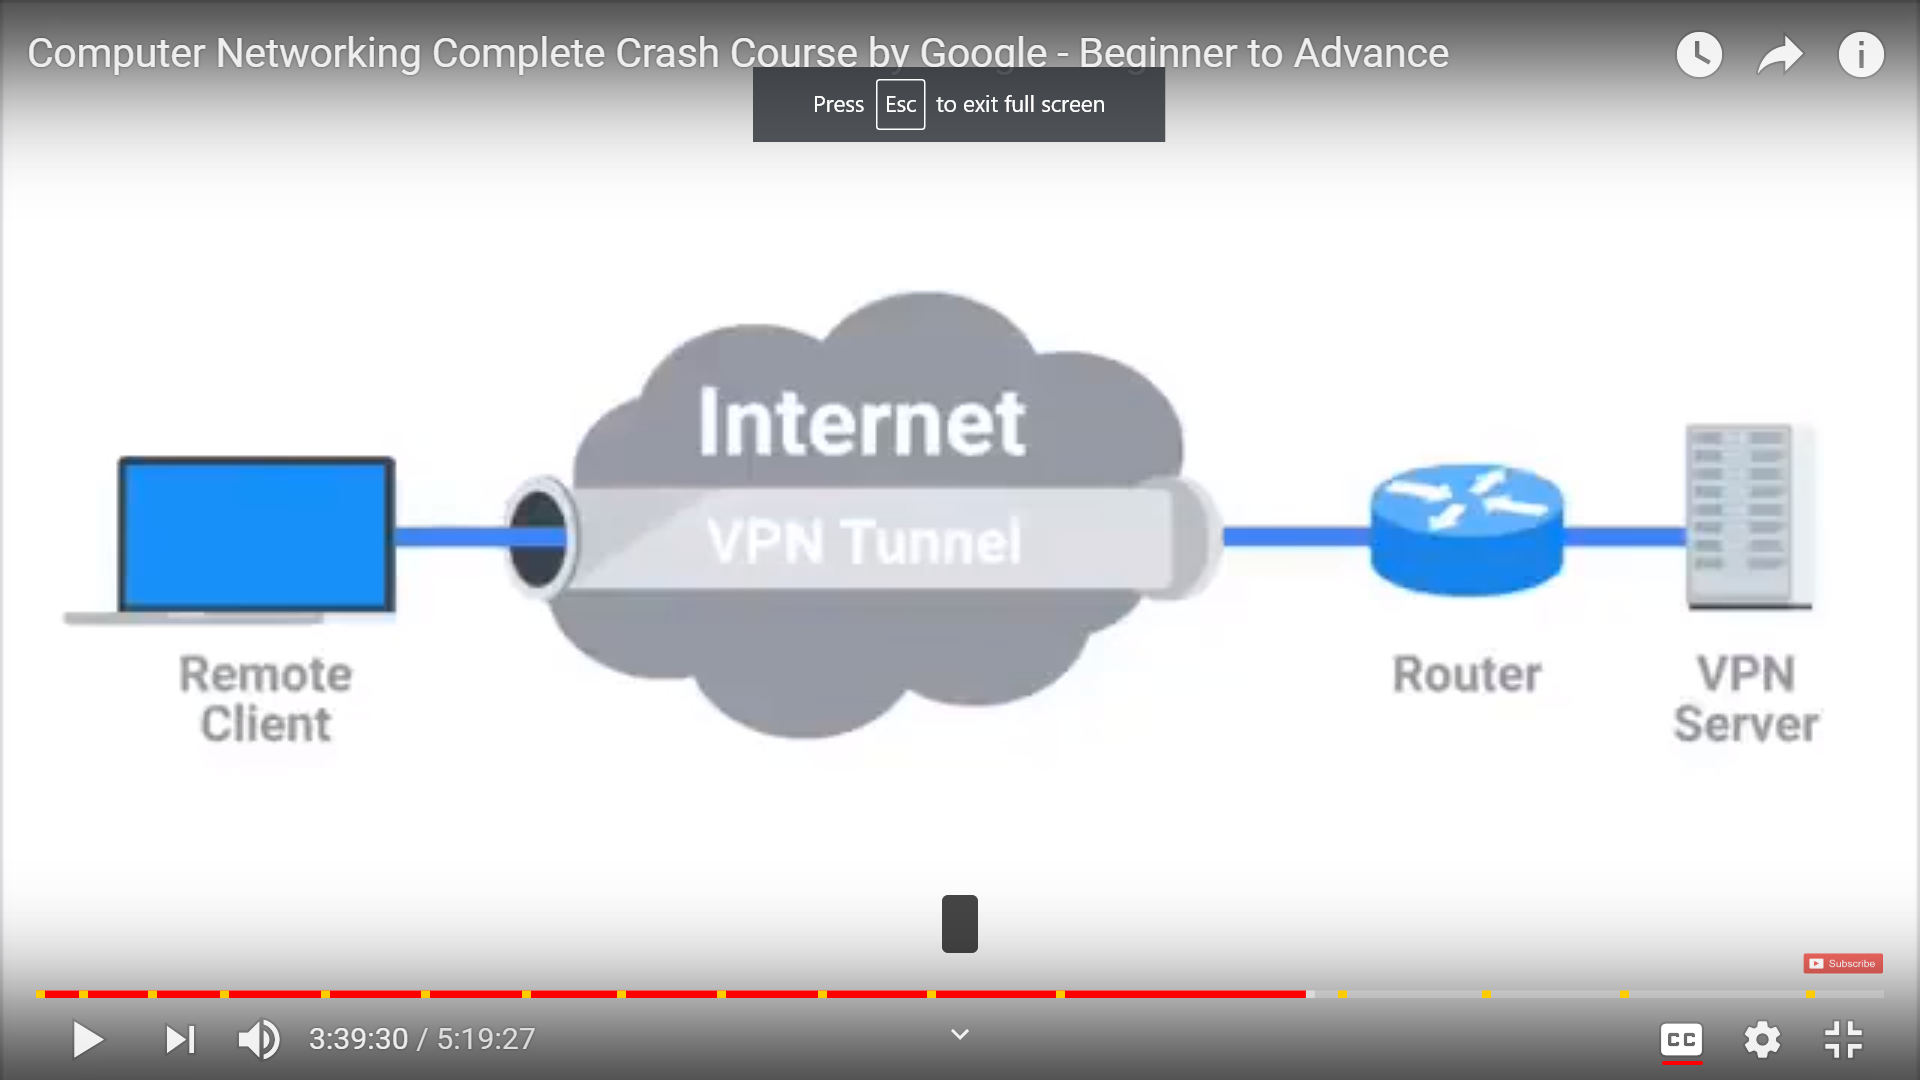 Computer Networking Complete Crash Course by Google - Beginner to Advance
Press Esc to exit full screen
Internet
VPN Tunnel
Remote
Client
Router
VPN
Server
Subscribe
3:39:30 / 5:19:27
CC